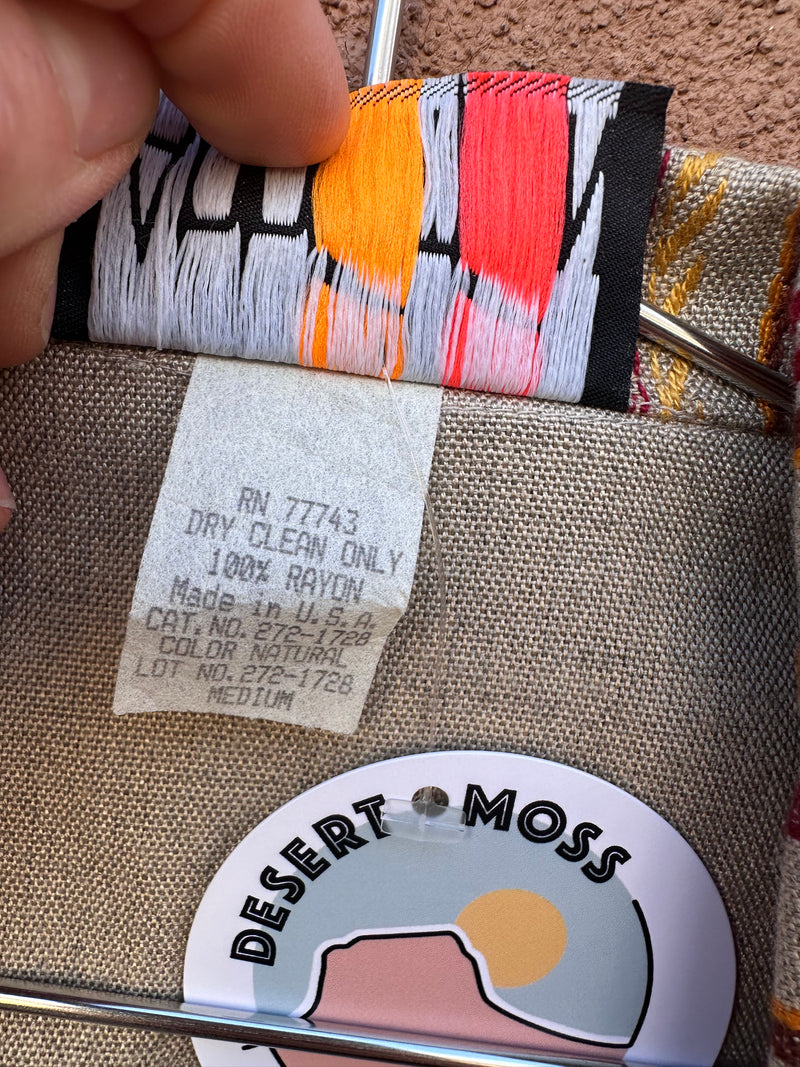 RN 77743
DRY CLEAN ONLY
100% RAYON
Made in U.S.A.
CAT. NO. 272-1728
COLOR NATURAL
LOT NO. 272-1728
MEDIUM
DESERT MOSS